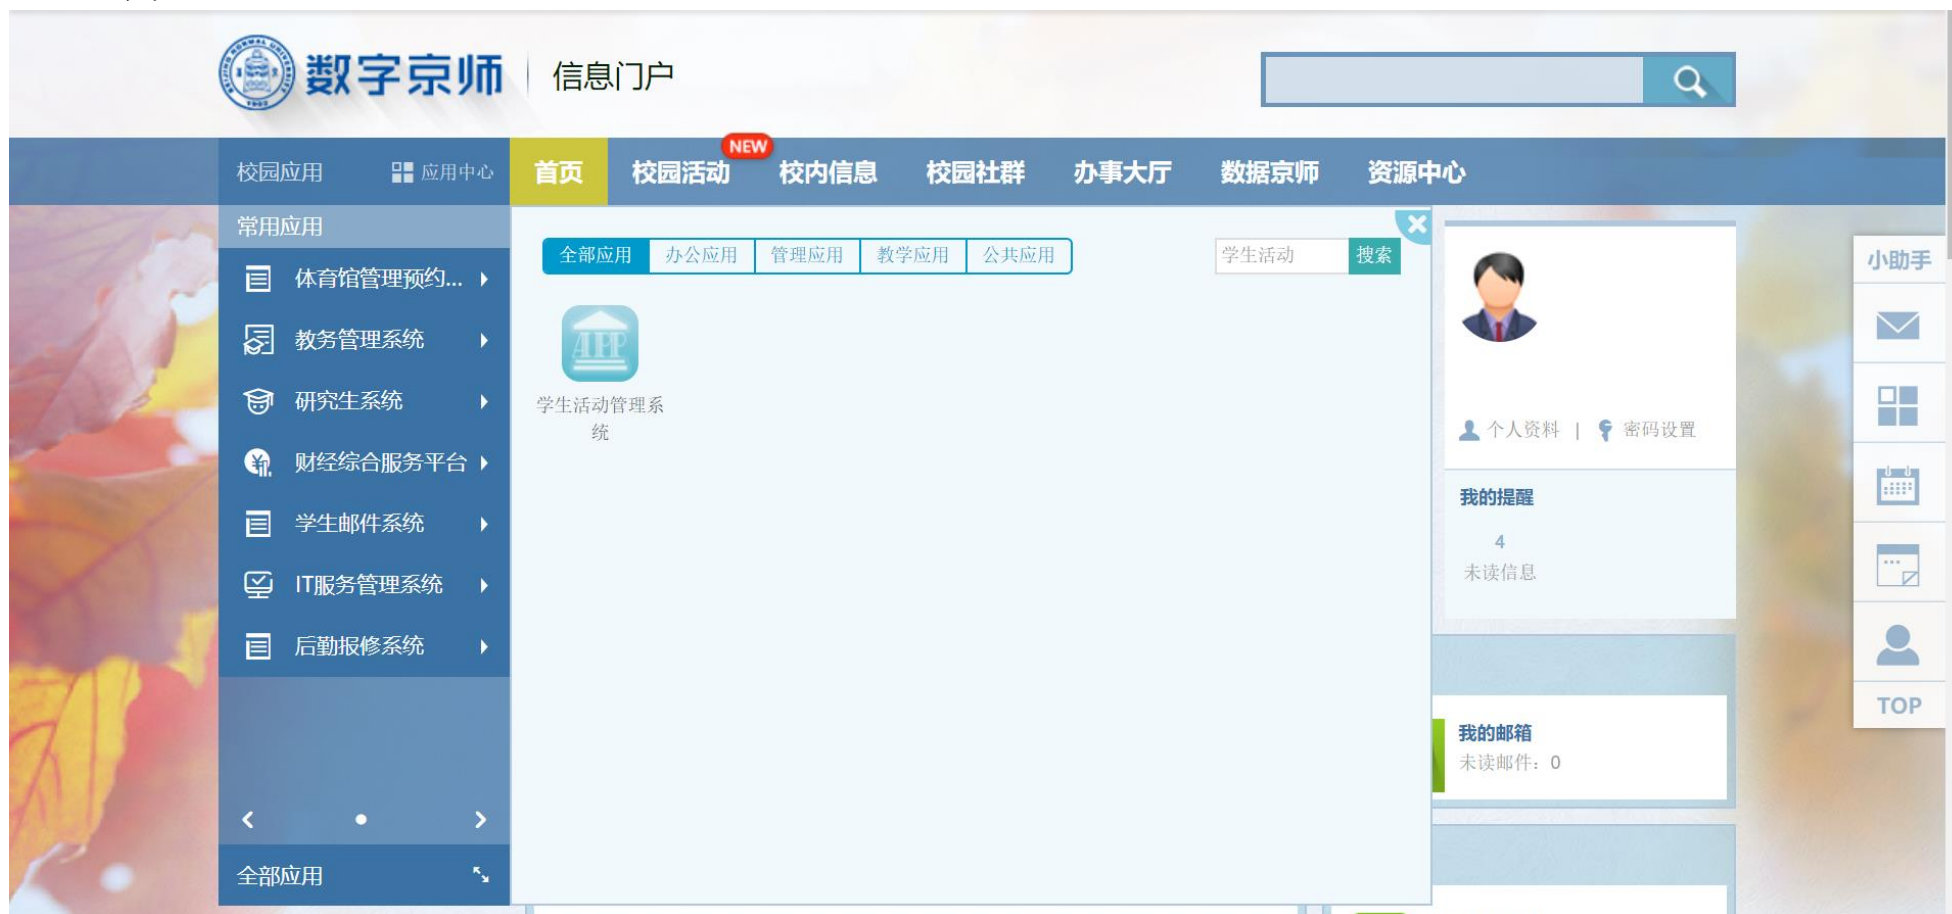 数字京师
信息门户
校园应用
应用中心
首页
校园活动
NEW
校内信息
校园社群
办事大厅
数据京师
资源中心
常用应用
体育馆管理预约...
教务管理系统
研究生系统
财经综合服务平台
学生邮件系统
IT服务管理系统
后勤报修系统
全部应用
全部应用
办公应用
管理应用
教学应用
公共应用
学生活动
搜索
APP
学生活动管理系
统
个人资料 | 密码设置
我的提醒
4
未读信息
我的邮箱
未读邮件：0
小助手
TOP